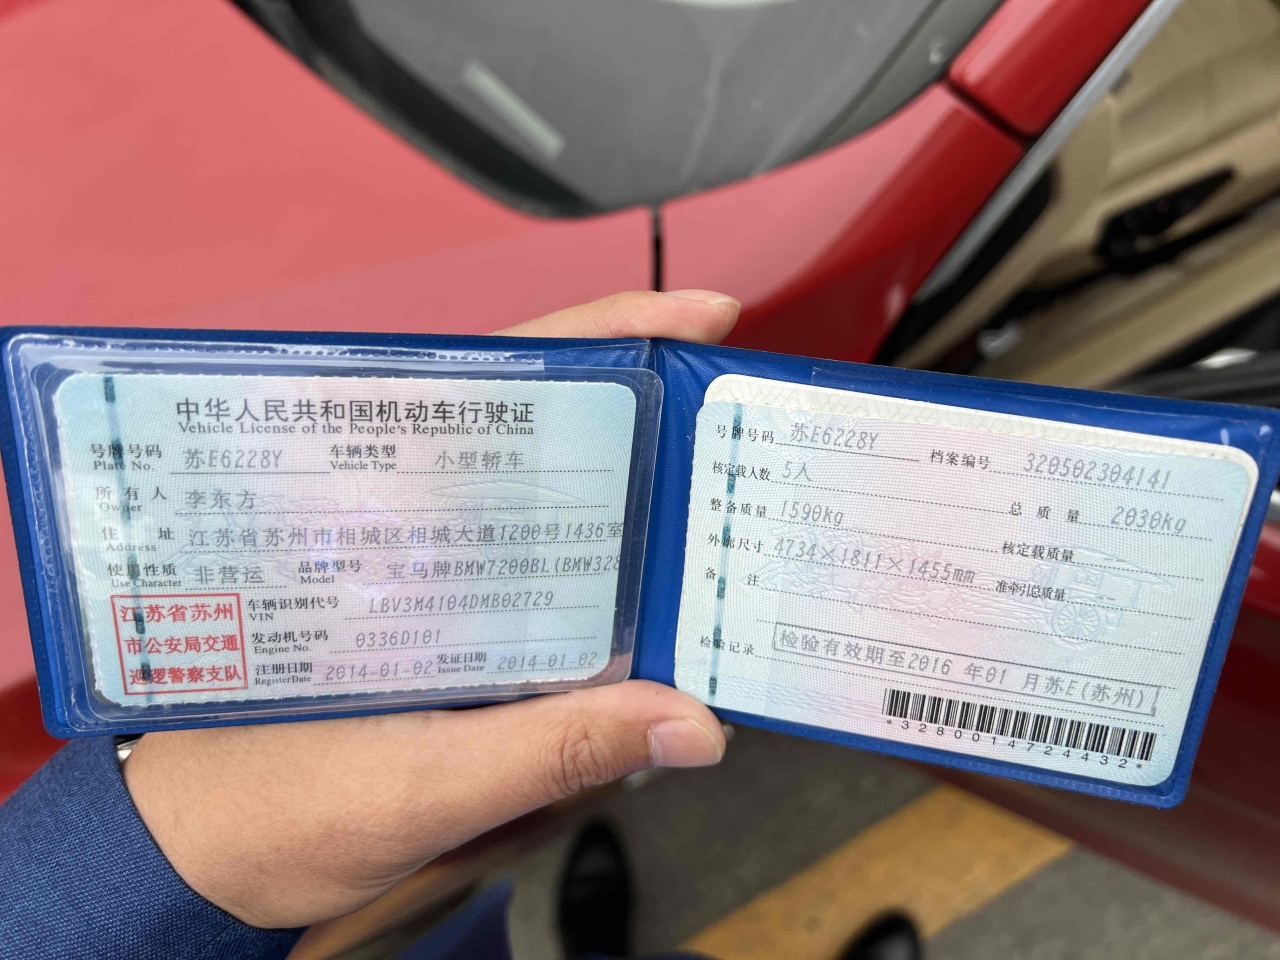 中华人民共和国机动车行驶证
Vehicle License of the People's Republic of China
号牌号码 苏E6228Y 车辆类型 小型轿车
Plate No. Vehicle Type
所有人 李东方
Owner
住址 江苏省苏州市相城区相城大道1200号1436室
Address
使用性质 非营运 品牌型号 宝马牌BMW7200BL(BMW328
Use Character Model
江苏省苏州
市公安局交通
巡逻警察支队
车辆识别代号 LBV3M4104DMB02729
VIN
发动机号码 0336D101
Engine No.
注册日期 2014-01-02 发证日期 2014-01-02
Register Date Issue Date
号牌号码 苏E6228Y 档案编号 320502304141
核定载人数 5人 总质量 2030kg
整备质量 1590kg 核定载质量
外廓尺寸 4734×1811×1455mm 准牵引总质量
备注
检验记录 检验有效期至2016年01月苏E(苏州)
*3280014724432*